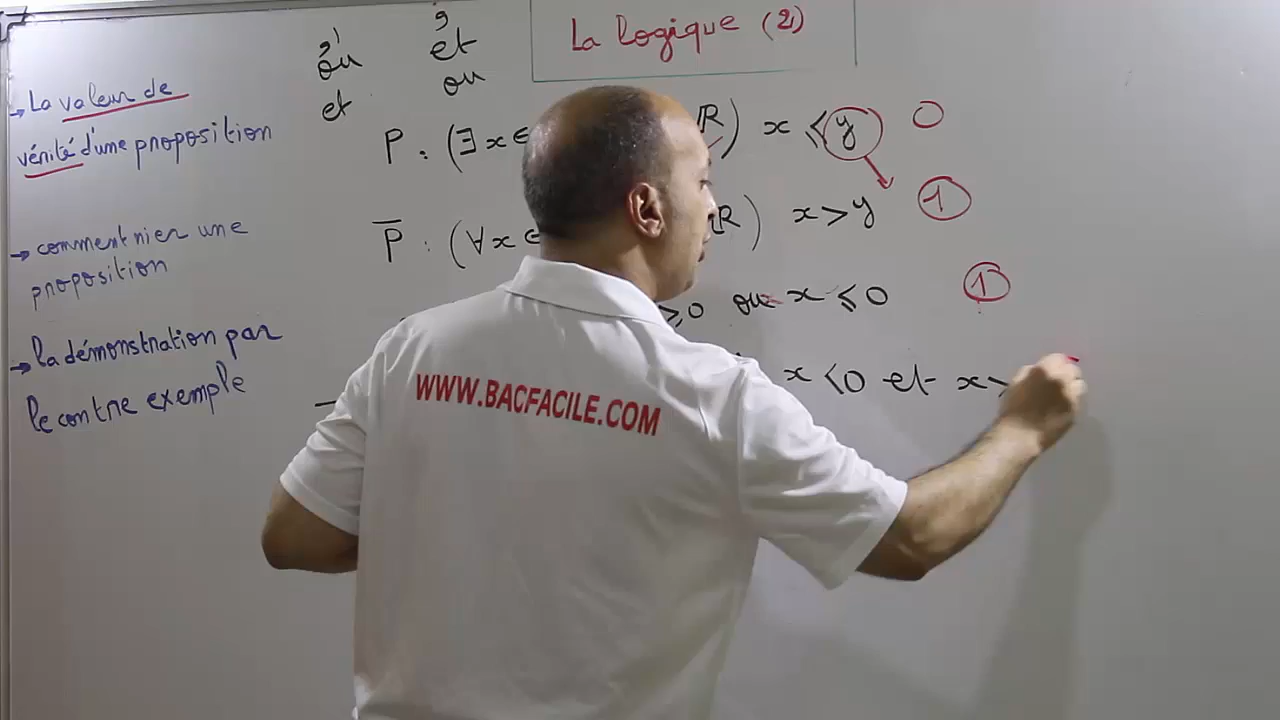 La logique (2)
où et
et ou
→ La valeur de
vérité d'une proposition
→ comment nier une
proposition
→ la démonstration par
le contre exemple
P : (∃x∈ ℝ) x ≤ y 0
P̅ : (∀x∈ ℝ) x > y 1
≥0 ou x ≤ 0 1
x < 0 et x >
WWW.BACFACILE.COM